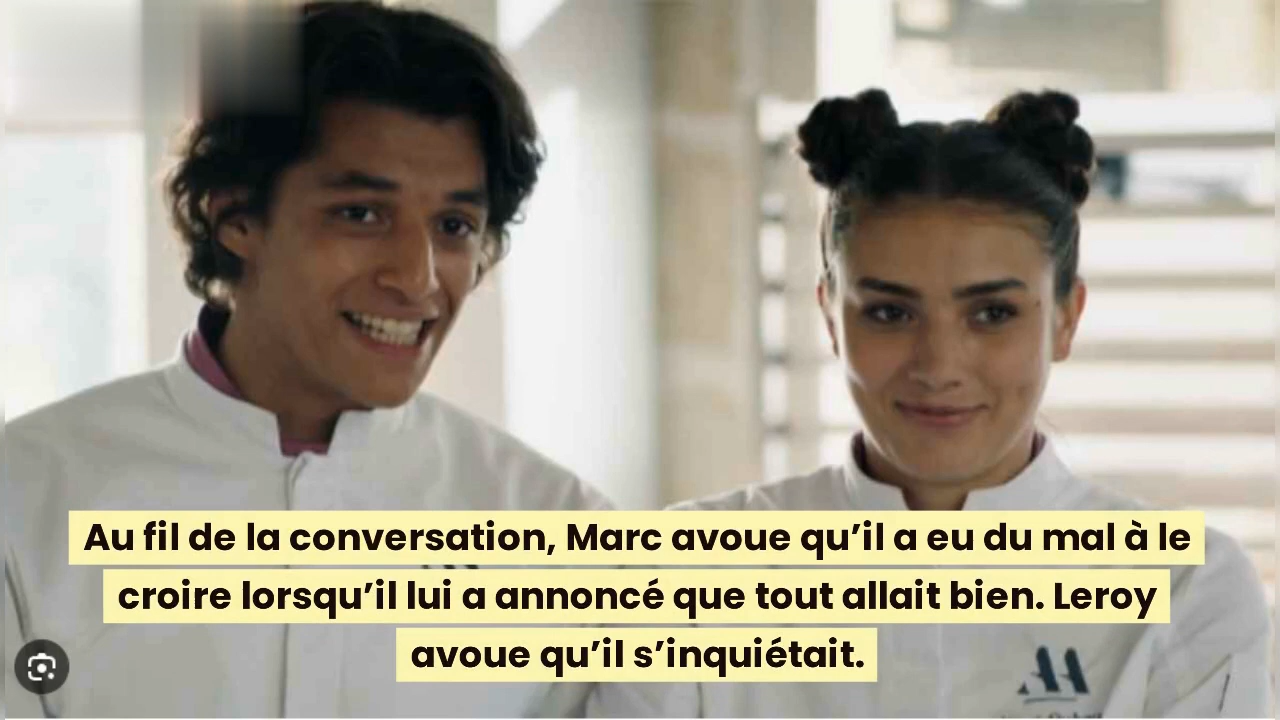 Au fil de la conversation, Marc avoue qu’il a eu du mal à le
croire lorsqu’il lui a annoncé que tout allait bien. Leroy
avoue qu’il s’inquiétait.